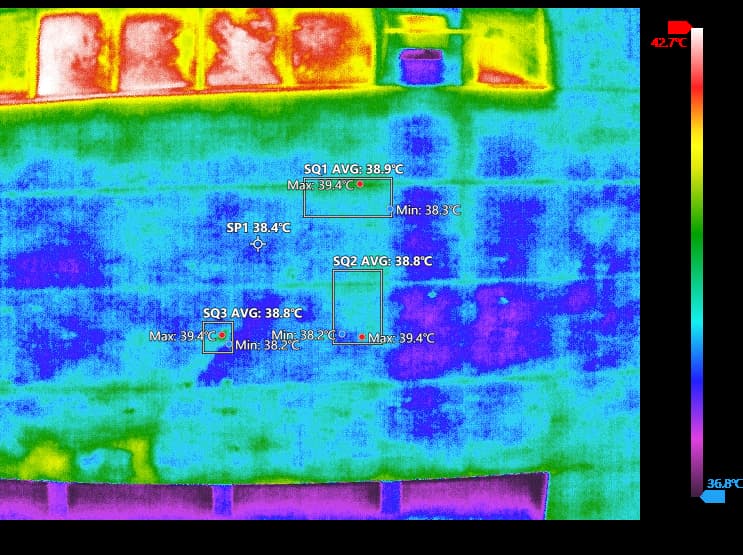 42.7℃
SQ1 AVG: 38.9℃
Max: 39.4℃
Min: 38.3℃
SP1 38.4℃
SQ2 AVG: 38.8℃
SQ3 AVG: 38.8℃
Max: 39.4℃
Min: 38.2℃
Min: 38.2℃
Max: 39.4℃
36.8℃